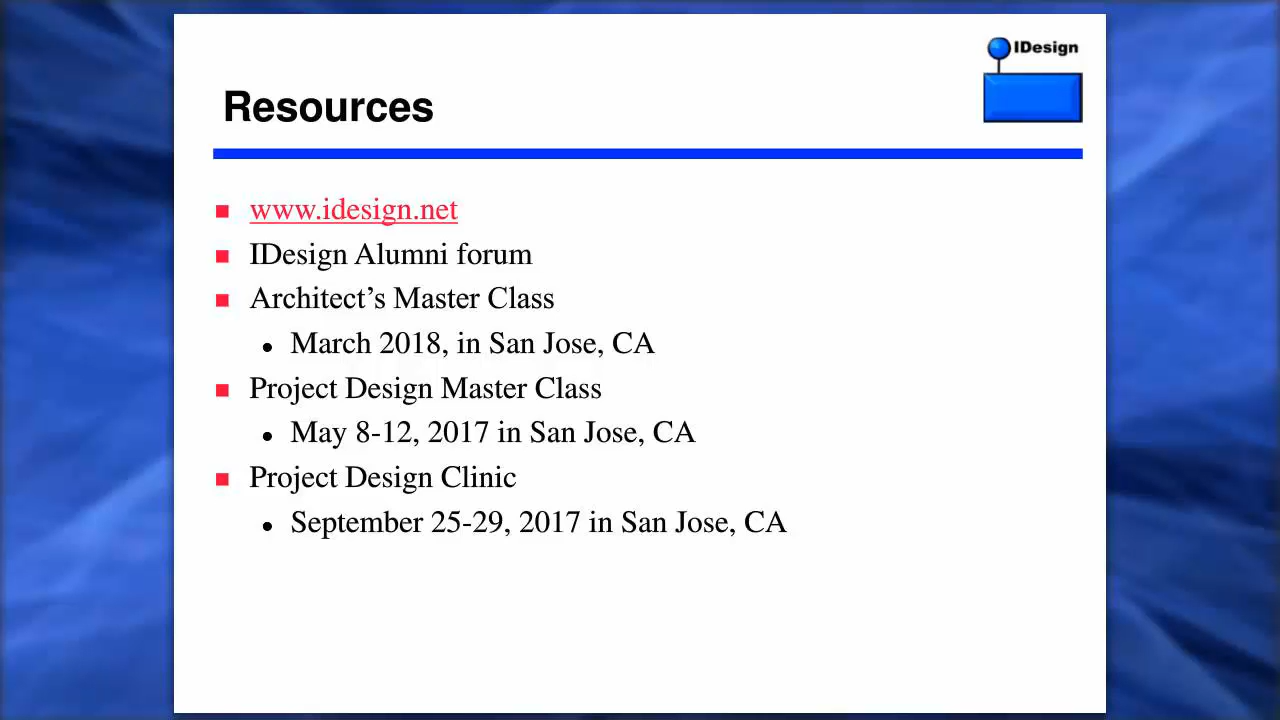 IDesign
Resources
www.idesign.net
IDesign Alumni forum
Architect’s Master Class
March 2018, in San Jose, CA
Project Design Master Class
May 8-12, 2017 in San Jose, CA
Project Design Clinic
September 25-29, 2017 in San Jose, CA